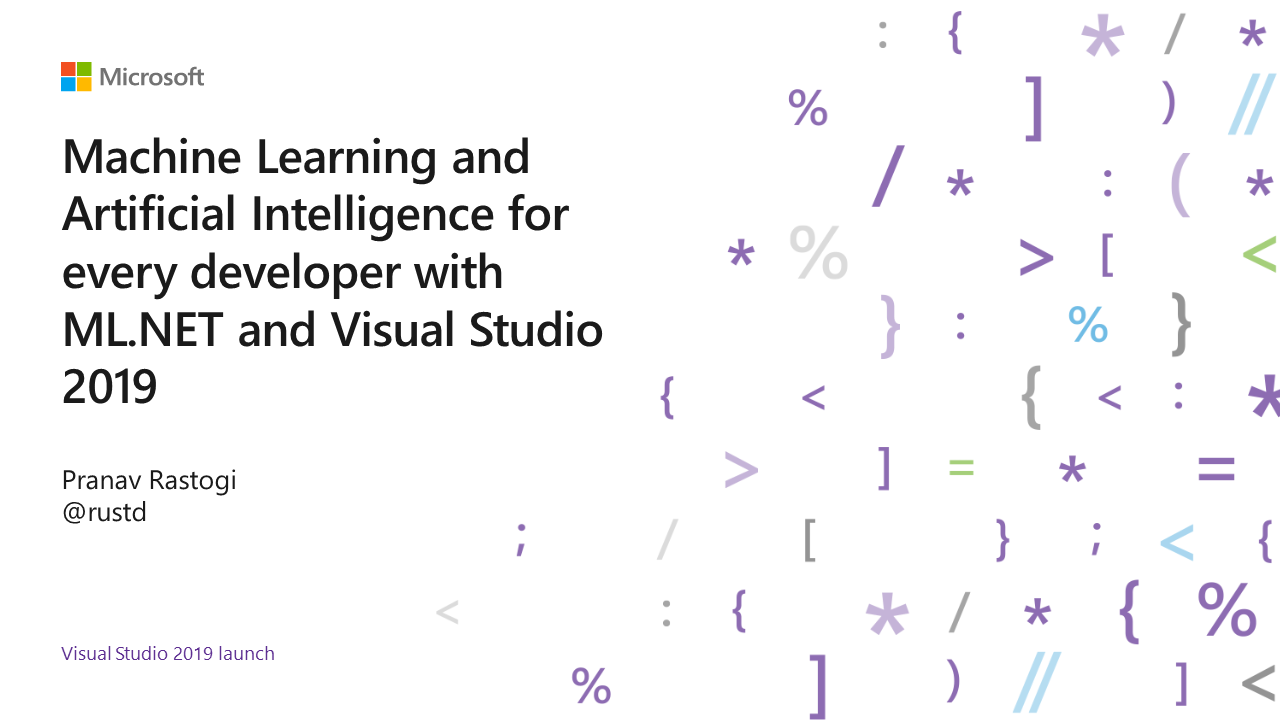 Microsoft
Machine Learning and
Artificial Intelligence for
every developer with
ML.NET and Visual Studio
2019
Pranav Rastogi
@rustd
Visual Studio 2019 launch
: { * / *
% ] ) //
/ * : ( *
* % > [ <
} : % }
{ < { < : *
> ] = * =
; / [ } ; < {
< : { * / * { %
% ] ) // ] <